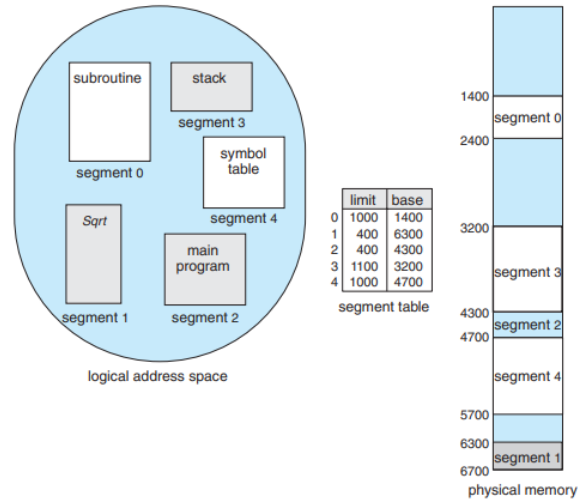 subroutine
segment 0
stack
segment 3
symbol
table
segment 4
Sqrt
segment 1
main
program
segment 2
logical address space
limit base
0 1000 1400
1 400 6300
2 400 4300
3 1100 3200
4 1000 4700
segment table
1400
segment 0
2400
3200
segment 3
4300
segment 2
4700
segment 4
5700
6300
segment 1
6700
physical memory